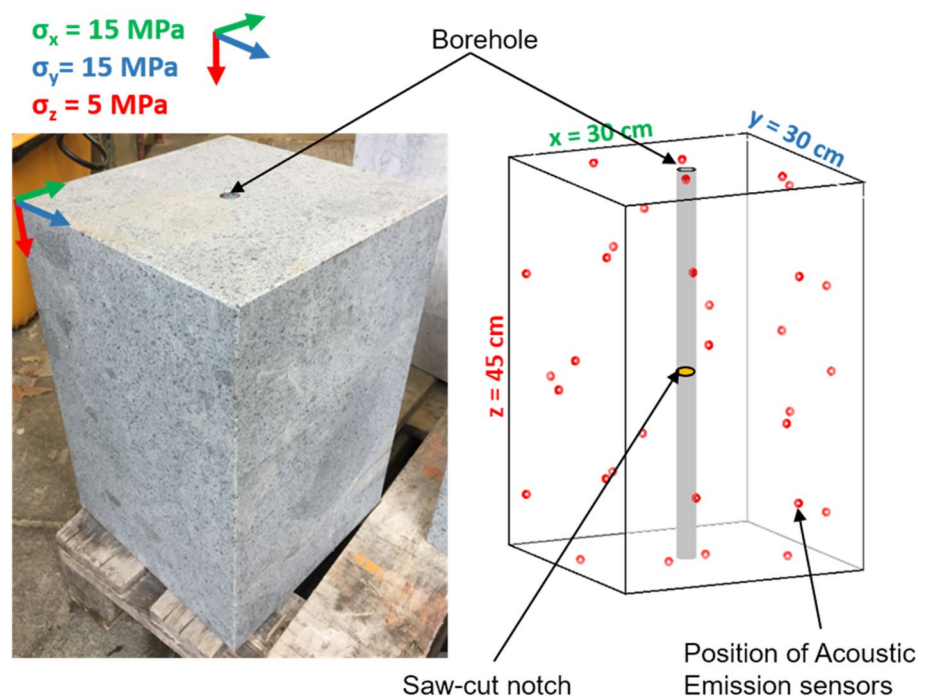 σx = 15 MPa
σy= 15 MPa
σz = 5 MPa
Borehole
x = 30 cm
y = 30 cm
z = 45 cm
Position of Acoustic
Emission sensors
Saw-cut notch